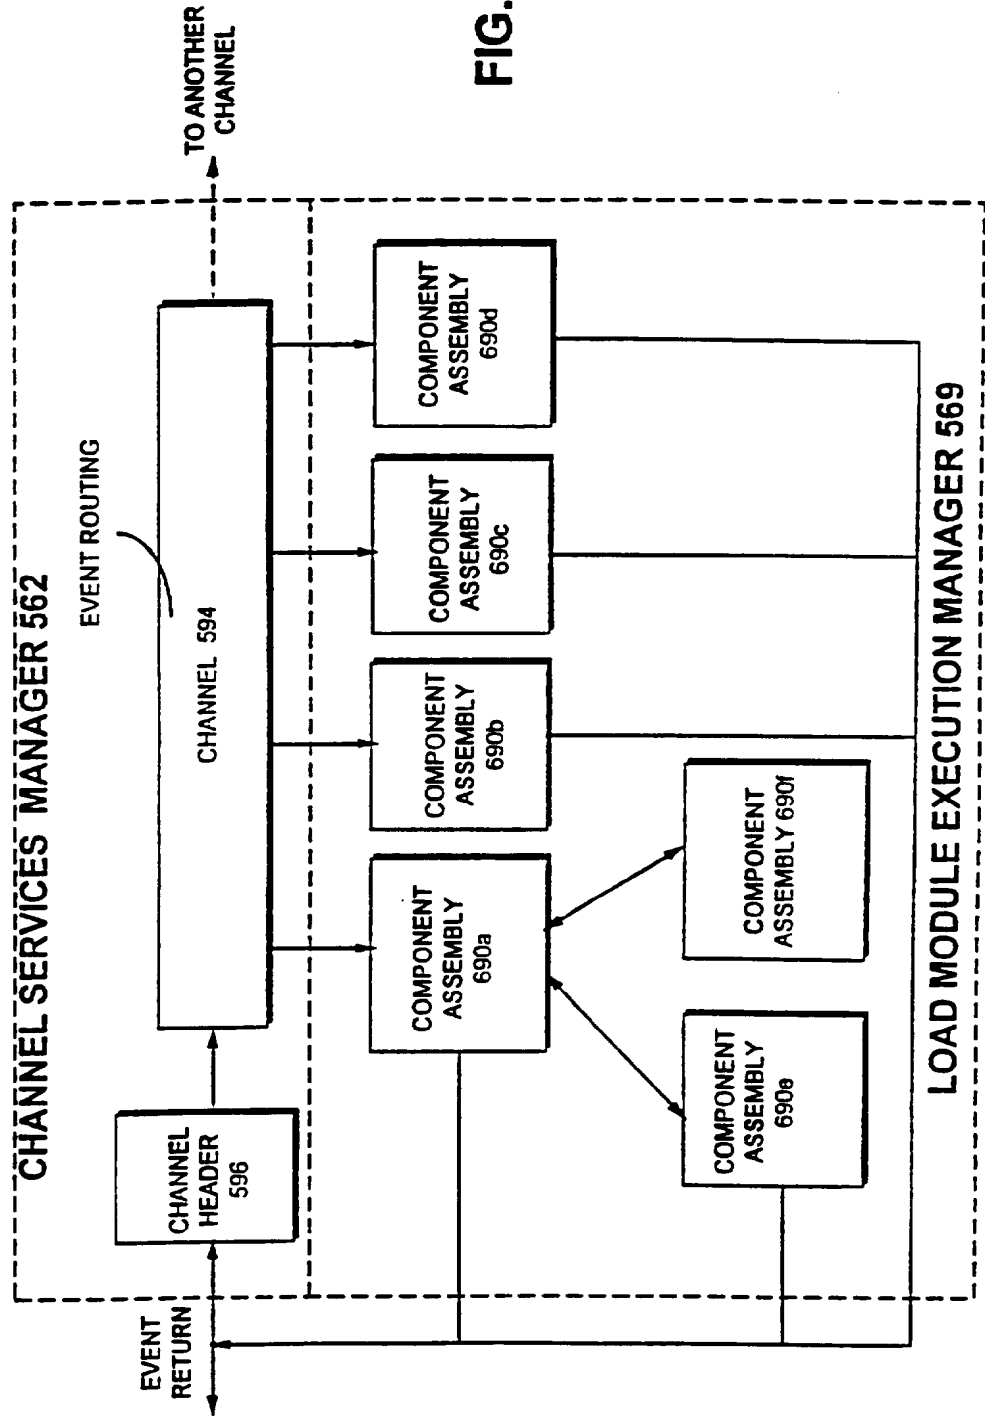 CHANNEL SERVICES MANAGER 562
EVENT ROUTING
TO ANOTHER
CHANNEL
EVENT
RETURN
CHANNEL
HEADER
596
CHANNEL 594
COMPONENT
ASSEMBLY
690a
COMPONENT
ASSEMBLY
690b
COMPONENT
ASSEMBLY
690c
COMPONENT
ASSEMBLY
690d
COMPONENT
ASSEMBLY
690e
COMPONENT
ASSEMBLY 690f
LOAD MODULE EXECUTION MANAGER 569
FIG.